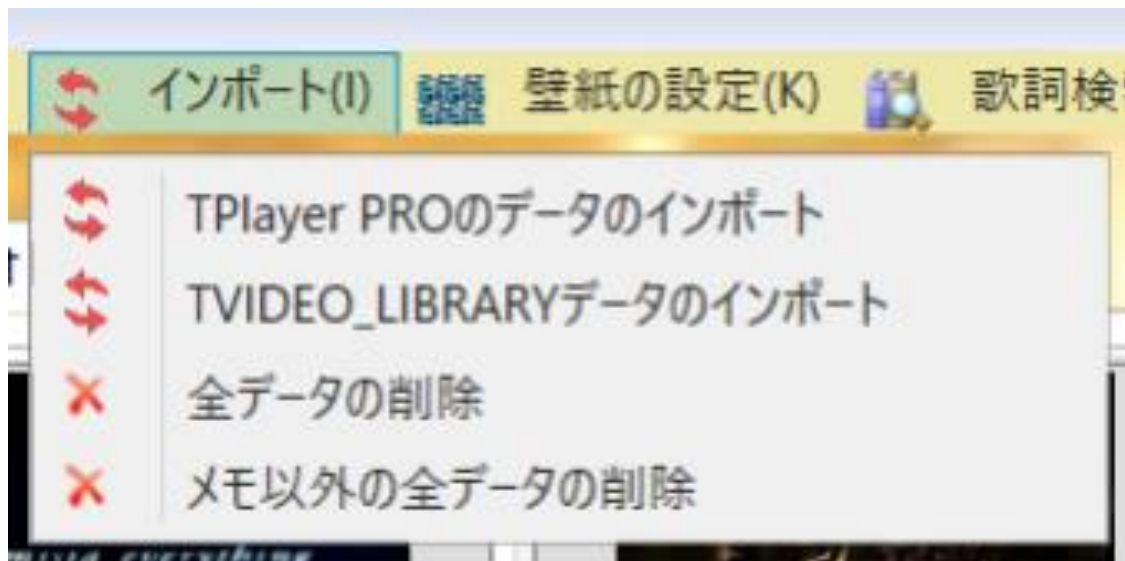 インポート(I) 壁紙の設定(K) 歌詞検
TPlayer PROのデータのインポート
TVIDEO_LIBRARYデータのインポート
全データの削除
メモ以外の全データの削除
everything